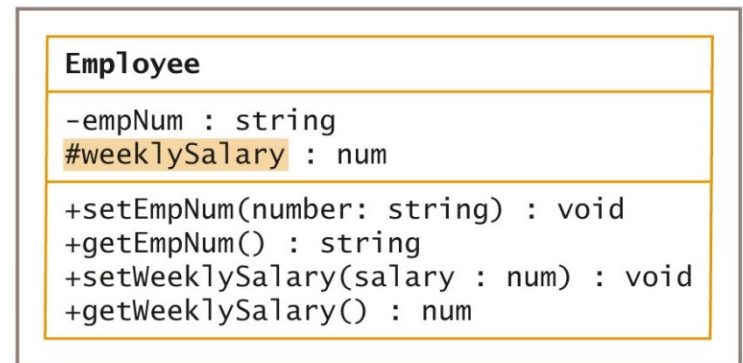 Employee
-empNum : string
#weeklySalary : num
+setEmpNum(number: string) : void
+getEmpNum() : string
+setWeeklySalary(salary : num) : void
+getWeeklySalary() : num